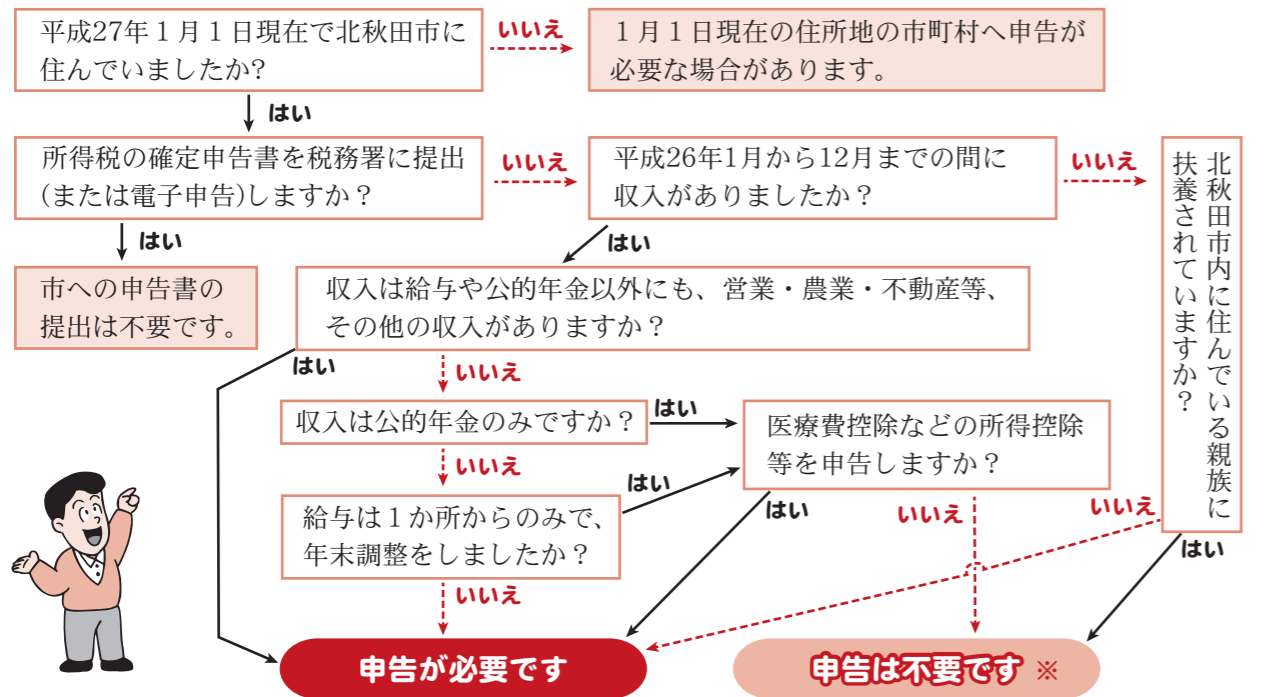 平成27年１月１日現在で北秋田市に
住んでいましたか?
いいえ
１月１日現在の住所地の市町村へ申告が
必要な場合があります。
はい
所得税の確定申告書を税務署に提出
(または電子申告)しますか？
いいえ
平成26年1月から12月までの間に
収入がありましたか？
いいえ
北秋田市内に住んでいる親族に
扶養されていますか？
はい
市への申告書の
提出は不要です。
はい
収入は給与や公的年金以外にも、営業・農業・不動産等、
その他の収入がありますか？
はい
いいえ
収入は公的年金のみですか？
はい
医療費控除などの所得控除
等を申告しますか？
いいえ
給与は１か所からのみで、
年末調整をしましたか？
はい
はい
いいえ
いいえ
はい
いいえ
申告が必要です
申告は不要です ※